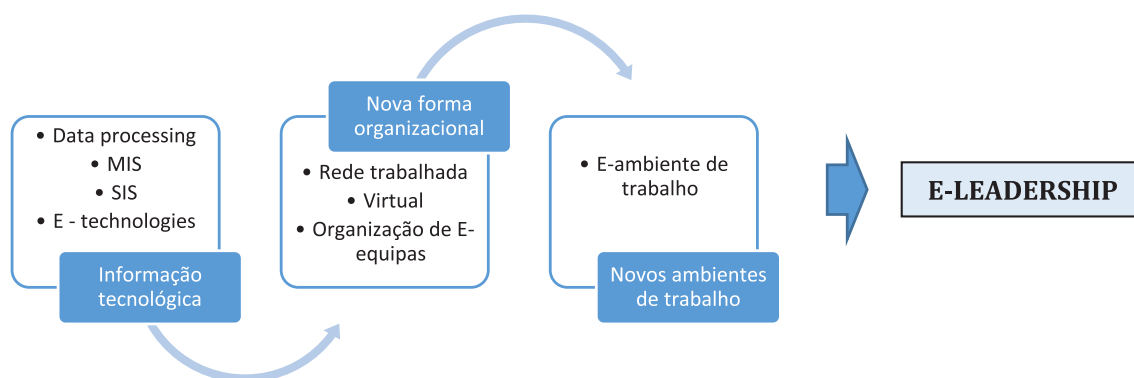 • Data processing
• MIS
• SIS
• E - technologies
Informação
tecnológica
Nova forma
organizacional
• Rede trabalhada
• Virtual
• Organização de E-
equipas
• E-ambiente de
trabalho
Novos ambientes
de trabalho
E-LEADERSHIP